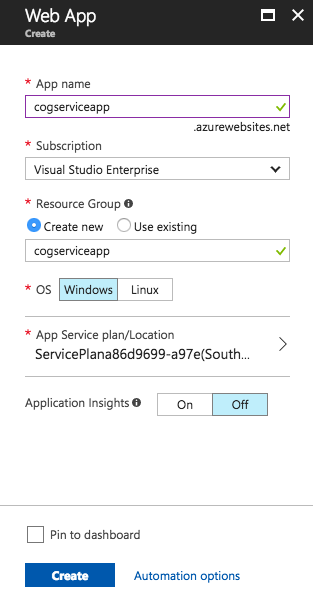 Web App
Create
* App name
cogserviceapp
.azurewebsites.net
* Subscription
Visual Studio Enterprise
* Resource Group
Create new Use existing
cogserviceapp
* OS Windows Linux
* App Service plan/Location
ServicePlana86d9699-a97e(South...
Application Insights On Off
Pin to dashboard
Create Automation options